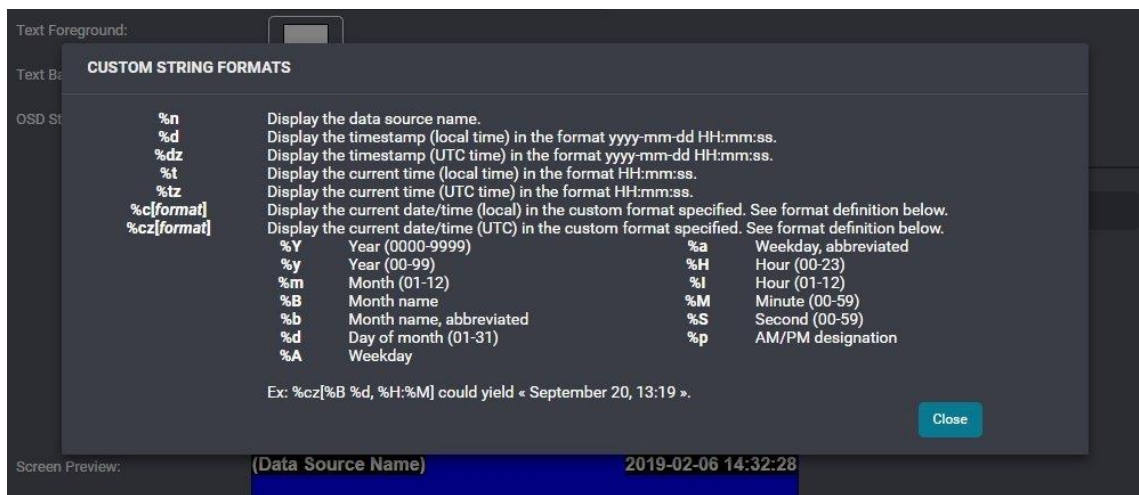 Text Foreground:
CUSTOM STRING FORMATS
Text Ba
OSD St
%n Display the data source name.
%d Display the timestamp (local time) in the format yyyy-mm-dd HH:mm:ss.
%dz Display the timestamp (UTC time) in the format yyyy-mm-dd HH:mm:ss.
%t Display the current time (local time) in the format HH:mm:ss.
%tz Display the current time (UTC time) in the format HH:mm:ss.
%c[format] Display the current date/time (local) in the custom format specified. See format definition below.
%cz[format] Display the current date/time (UTC) in the custom format specified. See format definition below.
%Y Year (0000-9999) %a Weekday, abbreviated
%y Year (00-99) %H Hour (00-23)
%m Month (01-12) %I Hour (01-12)
%B Month name %M Minute (00-59)
%b Month name, abbreviated %S Second (00-59)
%d Day of month (01-31) %p AM/PM designation
%A Weekday
Ex: %cz[%B %d, %H:%M] could yield « September 20, 13:19 ».
Close
Screen Preview: (Data Source Name) 2019-02-06 14:32:28